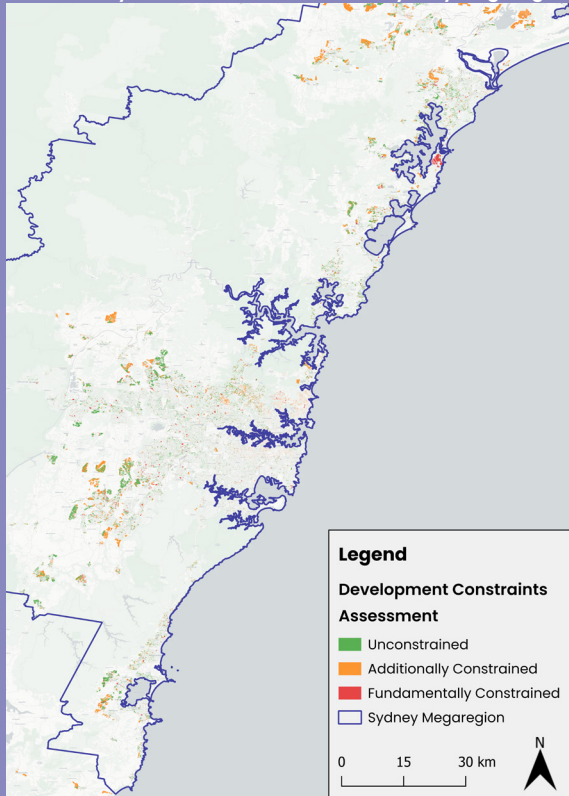 Legend
Development Constraints
Assessment
Unconstrained
Additionally Constrained
Fundamentally Constrained
Sydney Megaregion
N
0 15 30 km